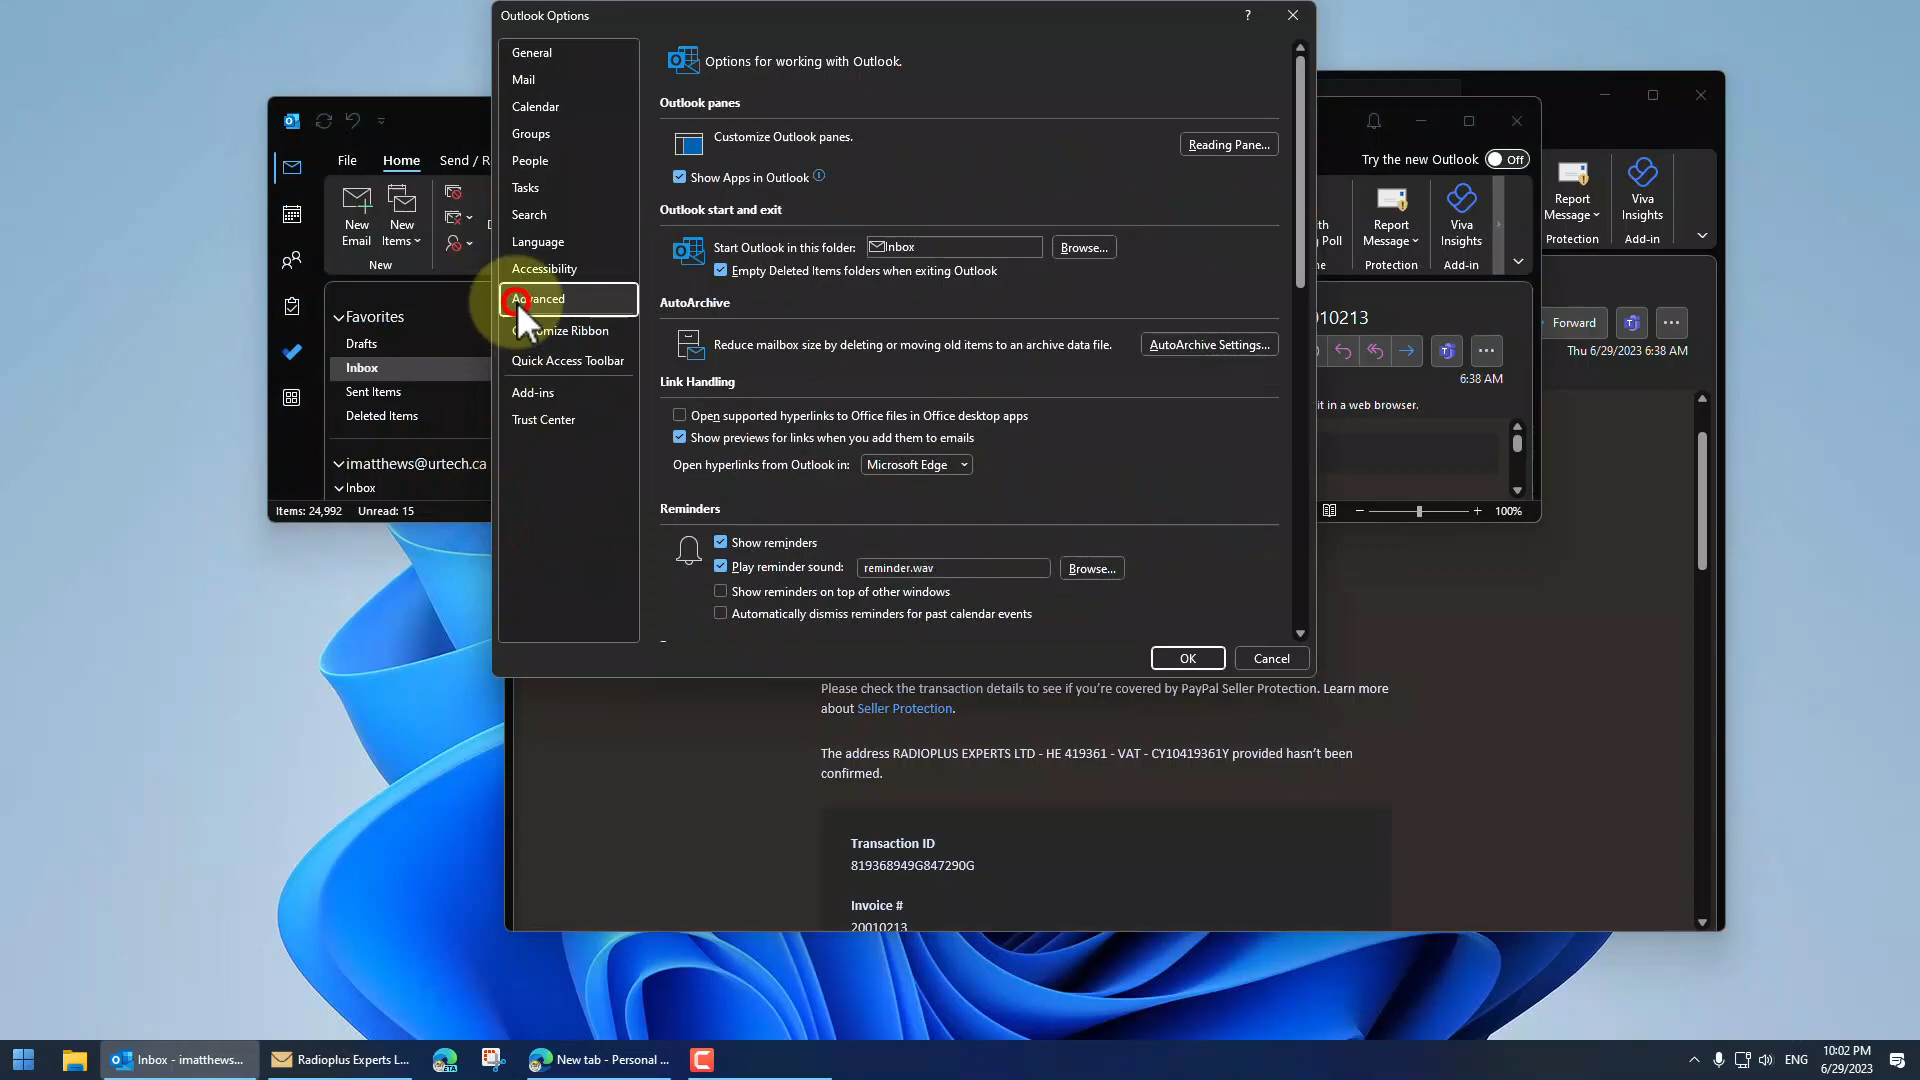 Outlook Options
?
General
Mail
Calendar
Groups
People
Tasks
Search
Language
Accessibility
Advanced
Customize Ribbon
Quick Access Toolbar
Add-ins
Trust Center
Options for working with Outlook.
Outlook panes
Customize Outlook panes.
Reading Pane...
Show Apps in Outlook
Outlook start and exit
Start Outlook in this folder:
Inbox
Browse...
Empty Deleted Items folders when exiting Outlook
AutoArchive
Reduce mailbox size by deleting or moving old items to an archive data file.
AutoArchive Settings...
Link Handling
Open supported hyperlinks to Office files in Office desktop apps
Show previews for links when you add them to emails
Open hyperlinks from Outlook in:
Microsoft Edge
Reminders
Show reminders
Play reminder sound:
reminder.wav
Browse...
Show reminders on top of other windows
Automatically dismiss reminders for past calendar events
OK
Cancel
File
Home
Send / R
New Email
New Items
New
Favorites
Drafts
Inbox
Sent Items
Deleted Items
imatthews@urtech.ca
Inbox
Items: 24,992
Unread: 15
Try the new Outlook
Off
Poll
Report Message
Protection
Viva Insights
Add-in
10213
6:38 AM
it in a web browser.
100%
Report Message
Protection
Viva Insights
Add-in
Forward
Thu 6/29/2023 6:38 AM
Please check the transaction details to see if you're covered by PayPal Seller Protection. Learn more
about Seller Protection.
The address RADIOPLUS EXPERTS LTD - HE 419361 - VAT - CY10419361Y provided hasn't been
confirmed.
Transaction ID
819368949G847290G
Invoice #
20010213
Inbox - imatthews...
Radioplus Experts L...
New tab - Personal ...
ENG
10:02 PM
6/29/2023